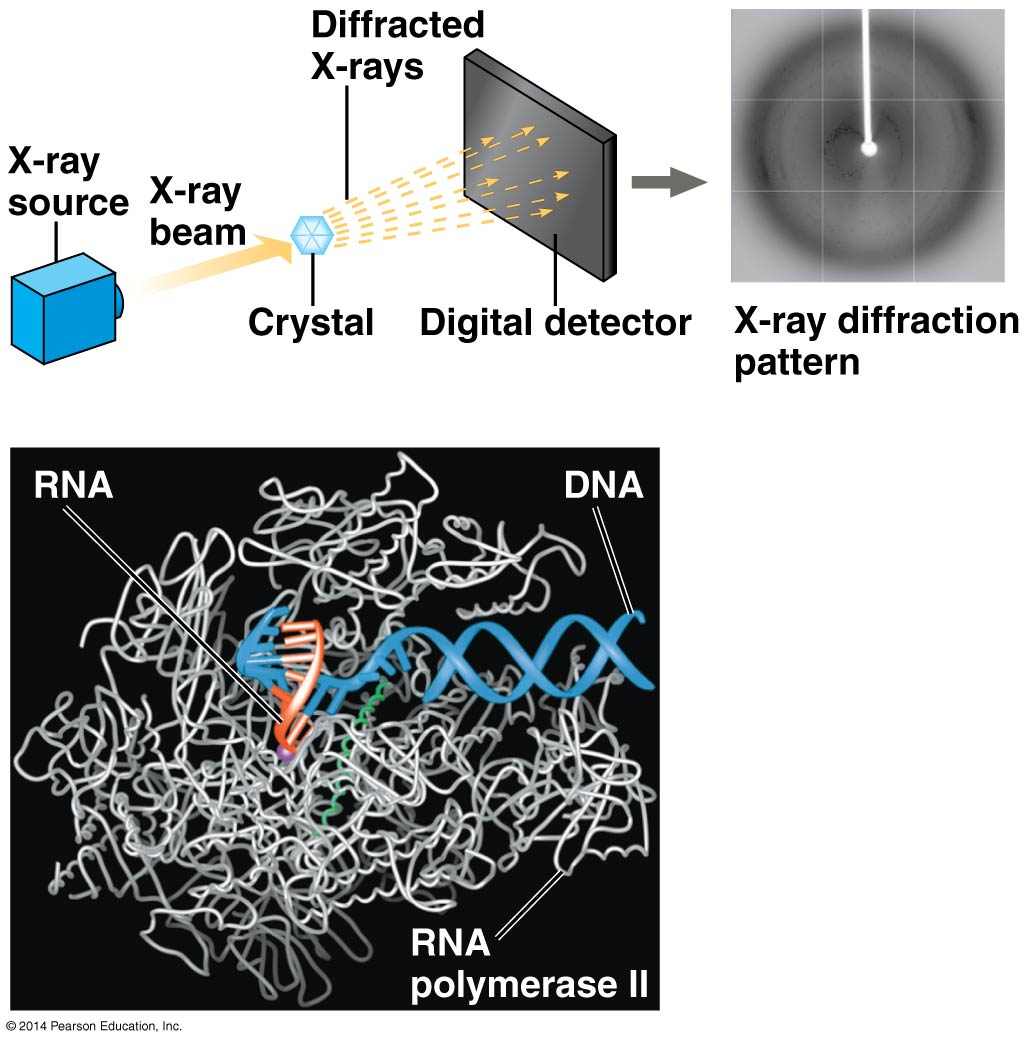 Diffracted
X-rays
X-ray
source
X-ray
beam
Crystal
Digital detector
X-ray diffraction
pattern
RNA
DNA
RNA
polymerase II
© 2014 Pearson Education, Inc.